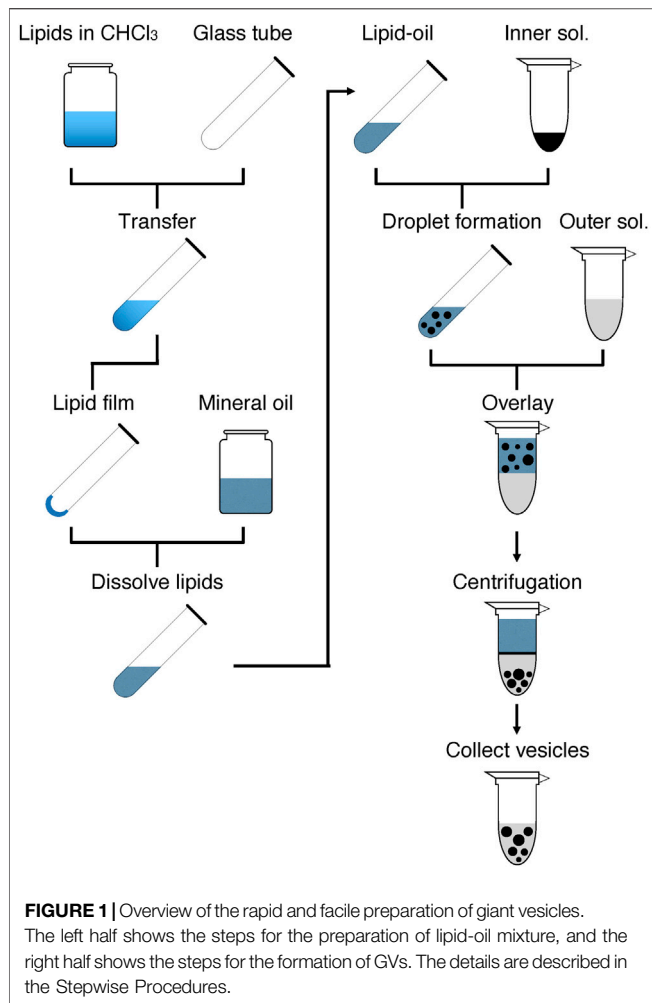 Lipids in CHCl3
Glass tube
Transfer
Lipid film
Mineral oil
Dissolve lipids
Lipid-oil
Inner sol.
Droplet formation
Outer sol.
Overlay
Centrifugation
Collect vesicles
FIGURE 1 | Overview of the rapid and facile preparation of giant vesicles.
The left half shows the steps for the preparation of lipid-oil mixture, and the
right half shows the steps for the formation of GVs. The details are described in
the Stepwise Procedures.